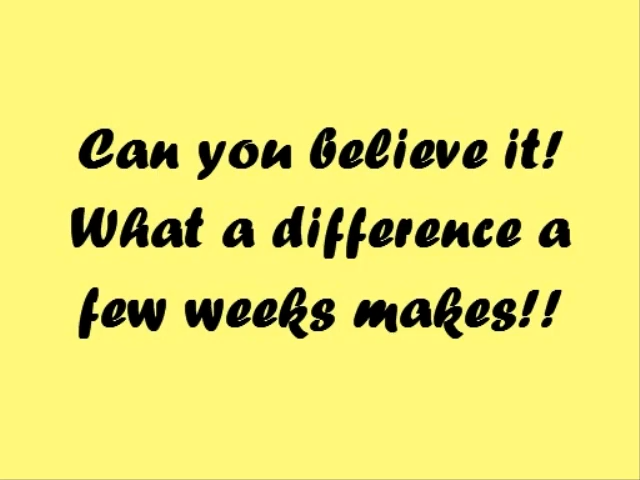 Can you believe it!
What a difference a
few weeks makes!!